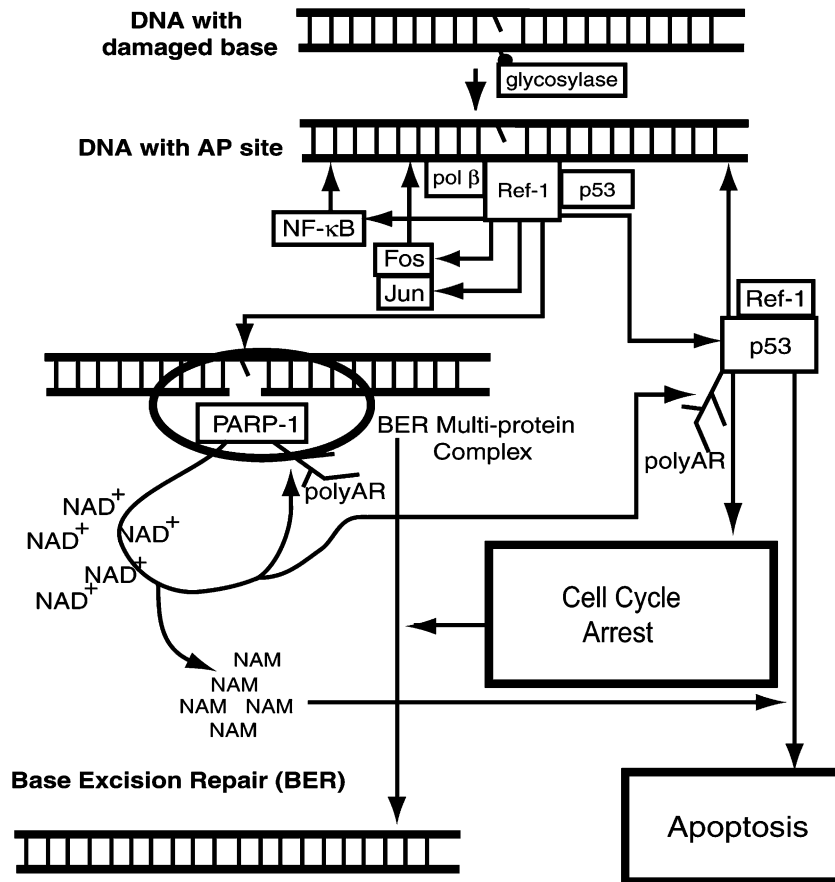 DNA with
damaged base
glycosylase
DNA with AP site
pol β
Ref-1
p53
NF-κB
Fos
Jun
Ref-1
p53
PARP-1
BER Multi-protein
Complex
polyAR
polyAR
NAD+
NAD+
NAD+
NAD+
NAD+
Cell Cycle
Arrest
NAM
NAM
NAM NAM
NAM
Base Excision Repair (BER)
Apoptosis